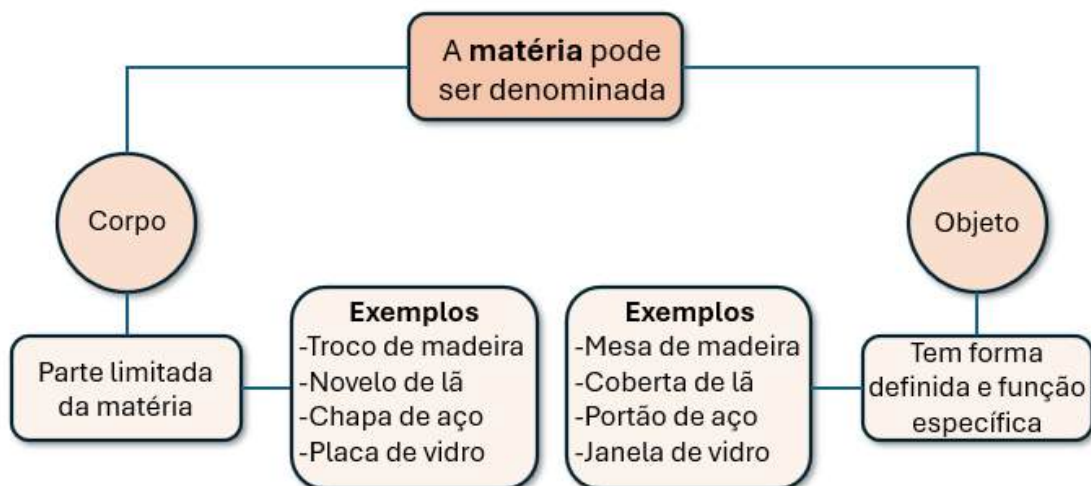 A matéria pode
ser denominada
Corpo
Objeto
Parte limitada
da matéria
Exemplos
-Troco de madeira
-Novelo de lã
-Chapa de aço
-Placa de vidro
Exemplos
-Mesa de madeira
-Coberta de lã
-Portão de aço
-Janela de vidro
Tem forma
definida e função
específica